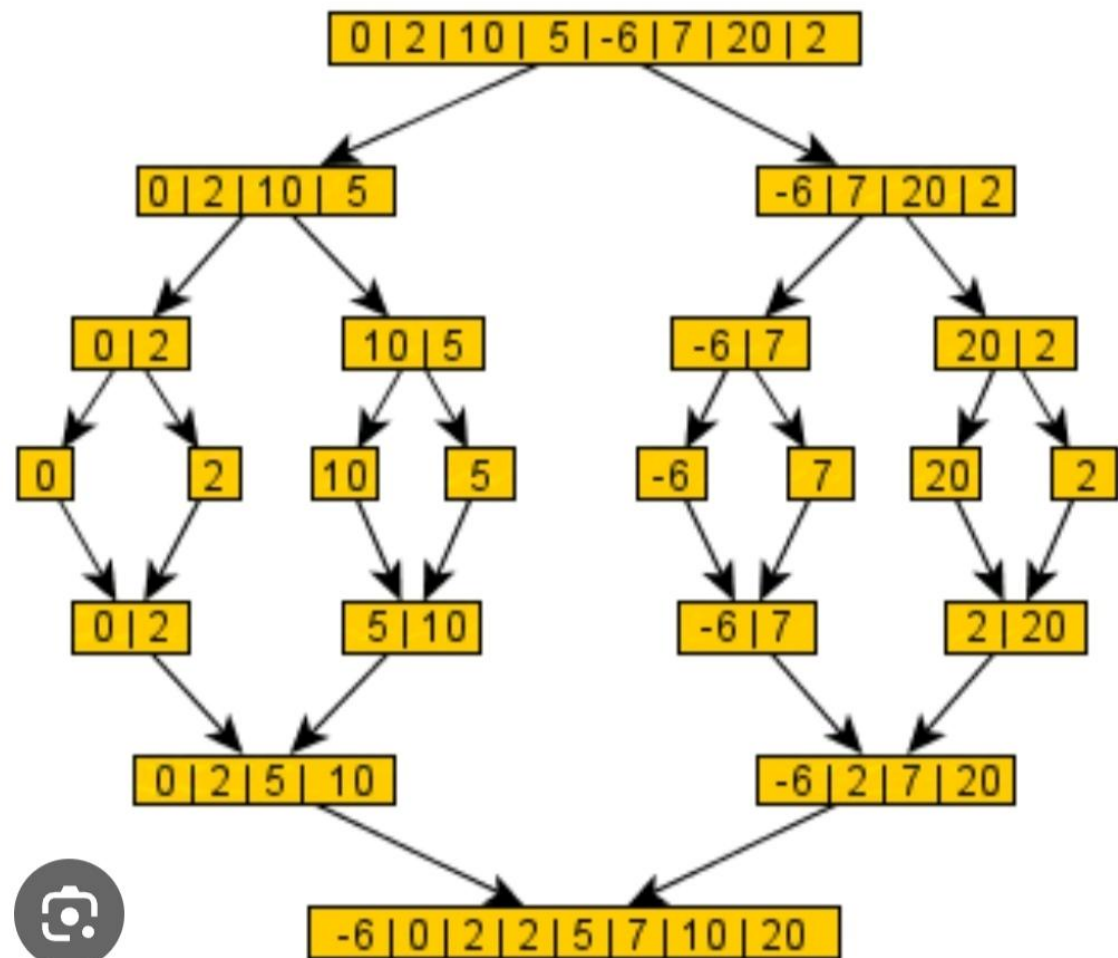 0 | 2 | 10 | 5 | -6 | 7 | 20 | 2
0 | 2 | 10 | 5
-6 | 7 | 20 | 2
0 | 2
10 | 5
-6 | 7
20 | 2
0
2
10
5
-6
7
20
2
0 | 2
5 | 10
-6 | 7
2 | 20
0 | 2 | 5 | 10
-6 | 2 | 7 | 20
-6 | 0 | 2 | 2 | 5 | 7 | 10 | 20